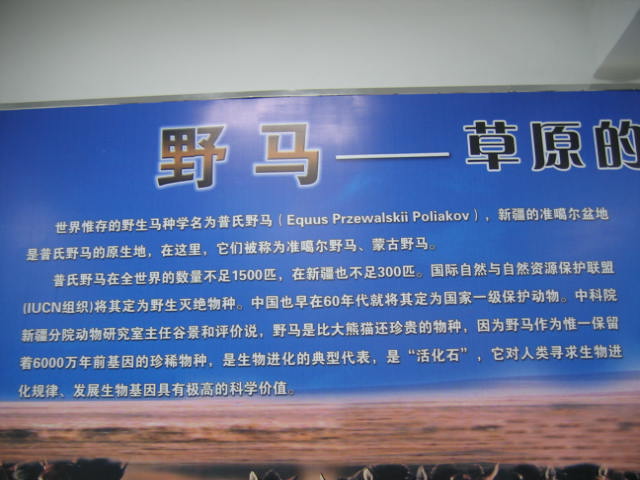 野马——草原的
世界惟存的野生马种学名为普氏野马（Equus Przewalskii Poliakov），新疆的准噶尔盆地
是普氏野马的原生地，在这里，它们被称为准噶尔野马、蒙古野马。
普氏野马在全世界的数量不足1500匹，在新疆也不足300匹。国际自然与自然资源保护联盟
(IUCN组织)将其定为野生灭绝物种。中国也早在60年代就将其定为国家一级保护动物。中科院
新疆分院动物研究室主任谷景和评价说，野马是比大熊猫还珍贵的物种，因为野马作为惟一保留
着6000万年前基因的珍稀物种，是生物进化的典型代表，是“活化石”，它对人类寻求生物进
化规律、发展生物基因具有极高的科学价值。